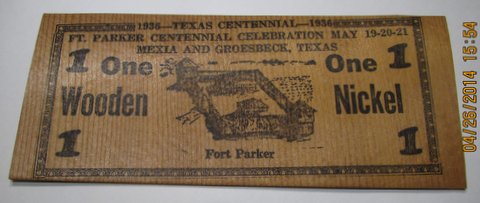 1936—TEXAS CENTENNIAL—1936
FT. PARKER CENTENNIAL CELEBRATION MAY 19-20-21
MEXIA AND GROESBECK, TEXAS
1 One One 1
Wooden Nickel
1 1
Fort Parker
04/26/2014 15:54